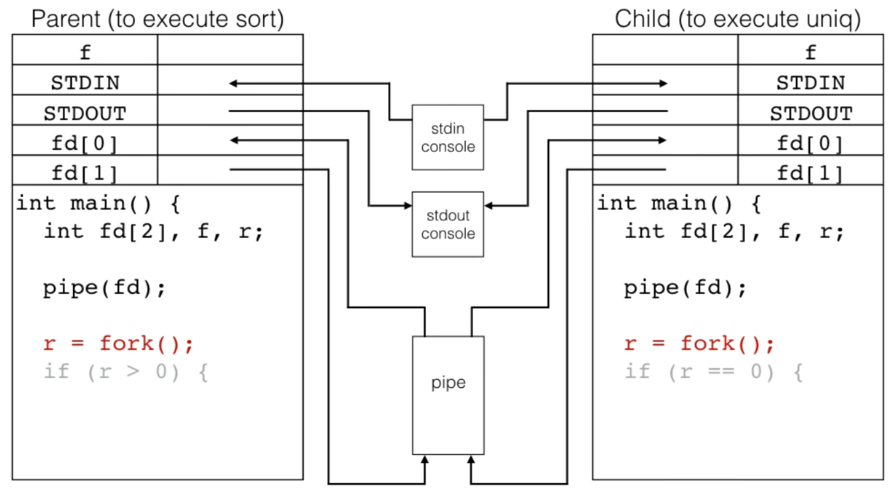 Parent (to execute sort)
f
STDIN
STDOUT
fd[0]
fd[1]
int main() {
int fd[2], f, r;
pipe(fd);
r = fork();
if (r > 0) {
stdin
console
stdout
console
pipe
Child (to execute uniq)
f
STDIN
STDOUT
fd[0]
fd[1]
int main() {
int fd[2], f, r;
pipe(fd);
r = fork();
if (r == 0) {